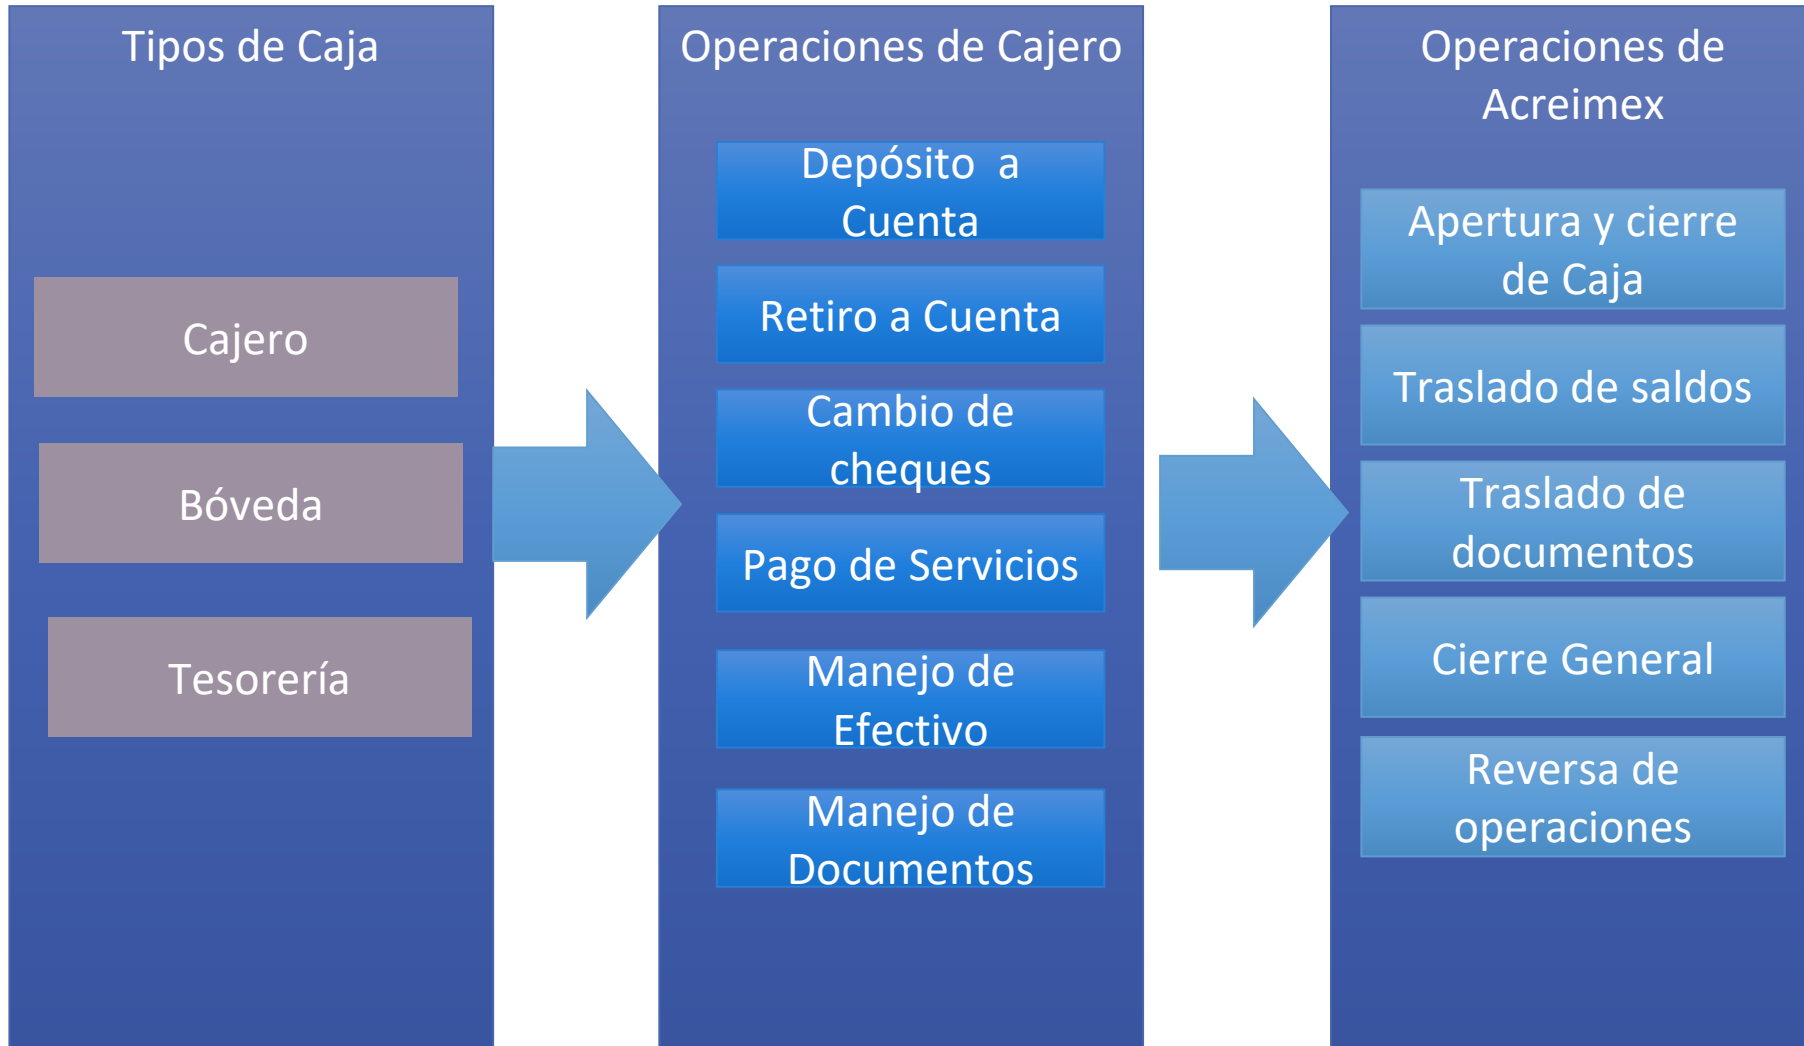 Tipos de Caja
Cajero
Bóveda
Tesorería
Operaciones de Cajero
Depósito  a
Cuenta
Retiro a Cuenta
Cambio de
cheques
Pago de Servicios
Manejo de
Efectivo
Manejo de
Documentos
Operaciones de
Acreimex
Apertura y cierre
de Caja
Traslado de saldos
Traslado de
documentos
Cierre General
Reversa de
operaciones